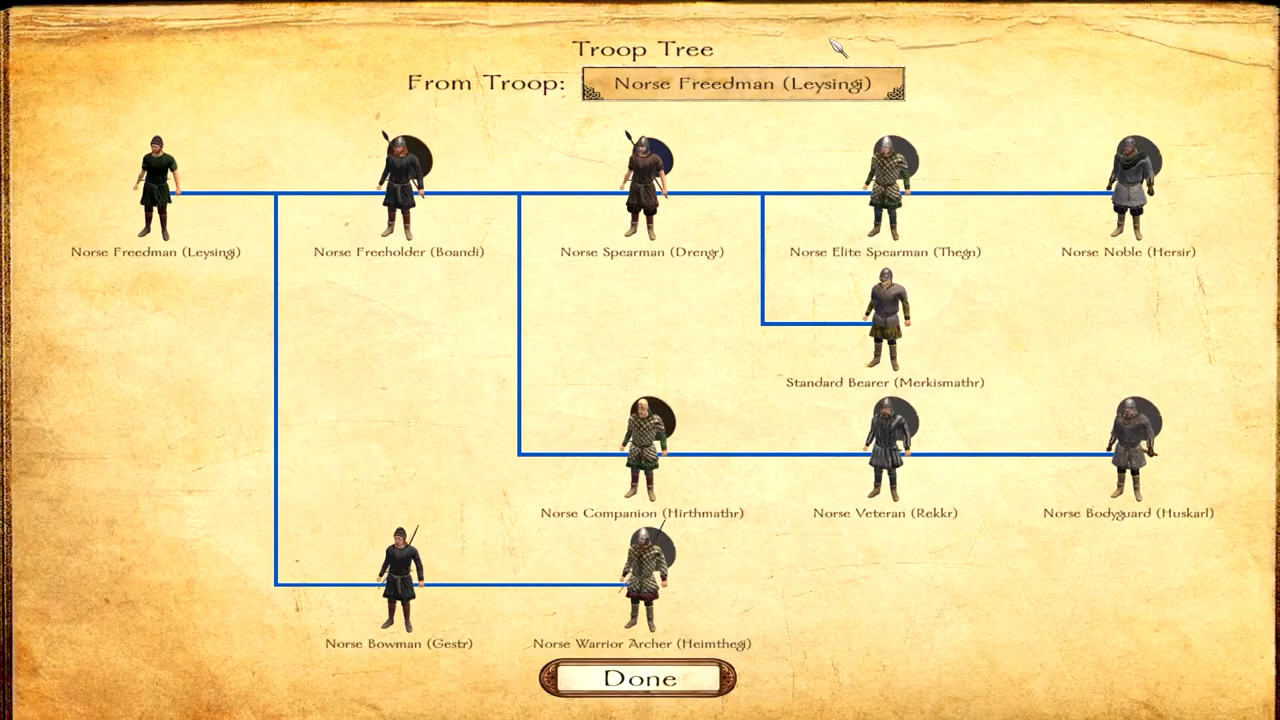 Troop Tree
From Troop: Norse Freedman (Leysingi)
Norse Freedman (Leysingi) Norse Freeholder (Boandi) Norse Spearman (Drengr) Norse Elite Spearman (Thegn) Norse Noble (Hersir)
Standard Bearer (Merkismathr)
Norse Companion (Hirthmathr) Norse Veteran (Rekkr) Norse Bodyguard (Huskarl)
Norse Bowman (Gestr) Norse Warrior Archer (Heimthegi)
Done